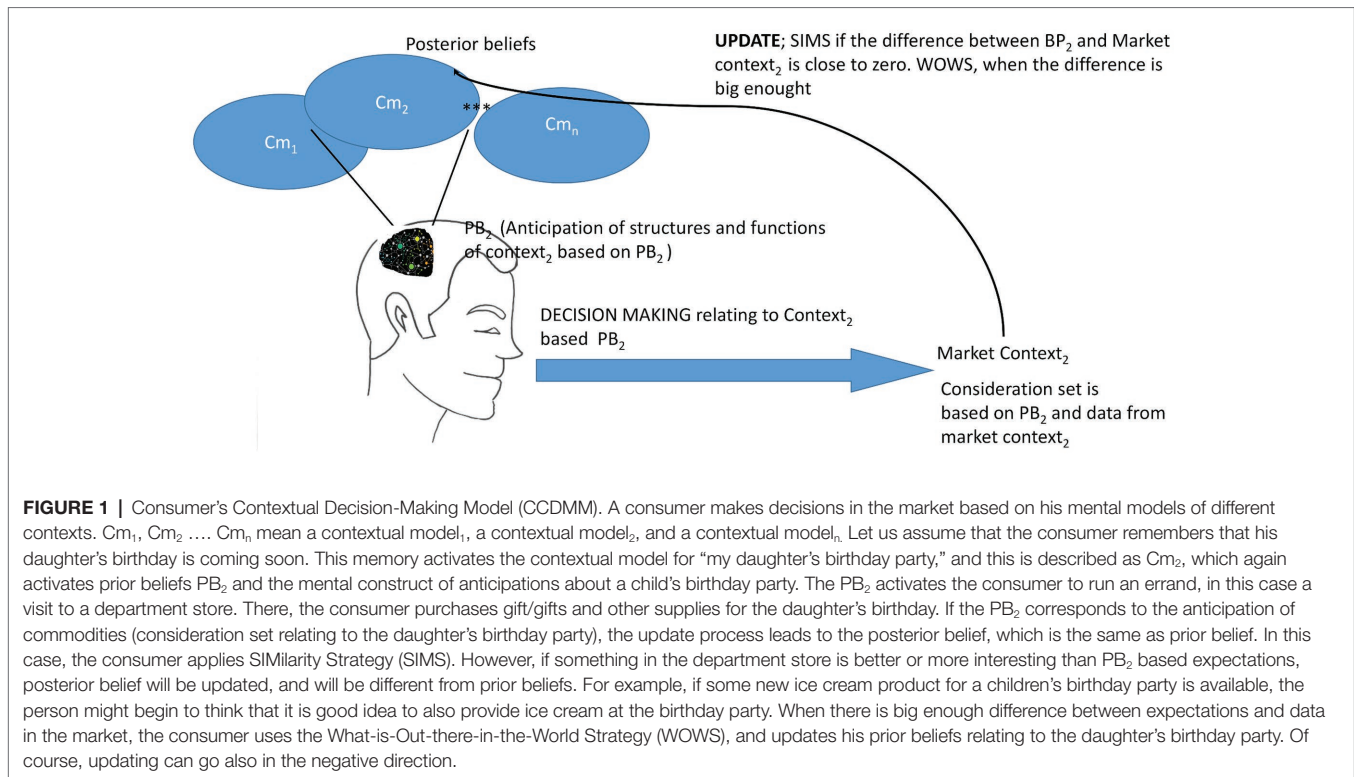 Posterior beliefs
UPDATE; SIMS if the difference between BP₂ and Market
context₂ is close to zero. WOWS, when the difference is
big enought
Cm₁
Cm₂
***
Cmₙ
PB₂ (Anticipation of structures and functions
of context₂ based on PB₂ )
DECISION MAKING relating to Context₂
based PB₂
Market Context₂
Consideration set is
based on PB₂ and data from
market context₂
FIGURE 1 | Consumer’s Contextual Decision-Making Model (CCDMM). A consumer makes decisions in the market based on his mental models of different
contexts. Cm₁, Cm₂ …. Cmₙ mean a contextual model₁, a contextual model₂, and a contextual modelₙ. Let us assume that the consumer remembers that his
daughter’s birthday is coming soon. This memory activates the contextual model for “my daughter’s birthday party,” and this is described as Cm₂, which again
activates prior beliefs PB₂ and the mental construct of anticipations about a child’s birthday party. The PB₂ activates the consumer to run an errand, in this case a
visit to a department store. There, the consumer purchases gift/gifts and other supplies for the daughter’s birthday. If the PB₂ corresponds to the anticipation of
commodities (consideration set relating to the daughter’s birthday party), the update process leads to the posterior belief, which is the same as prior belief. In this
case, the consumer applies SIMilarity Strategy (SIMS). However, if something in the department store is better or more interesting than PB₂ based expectations,
posterior belief will be updated, and will be different from prior beliefs. For example, if some new ice cream product for a children’s birthday party is available, the
person might begin to think that it is good idea to also provide ice cream at the birthday party. When there is big enough difference between expectations and data
in the market, the consumer uses the What-is-Out-there-in-the-World Strategy (WOWS), and updates his prior beliefs relating to the daughter’s birthday party. Of
course, updating can go also in the negative direction.